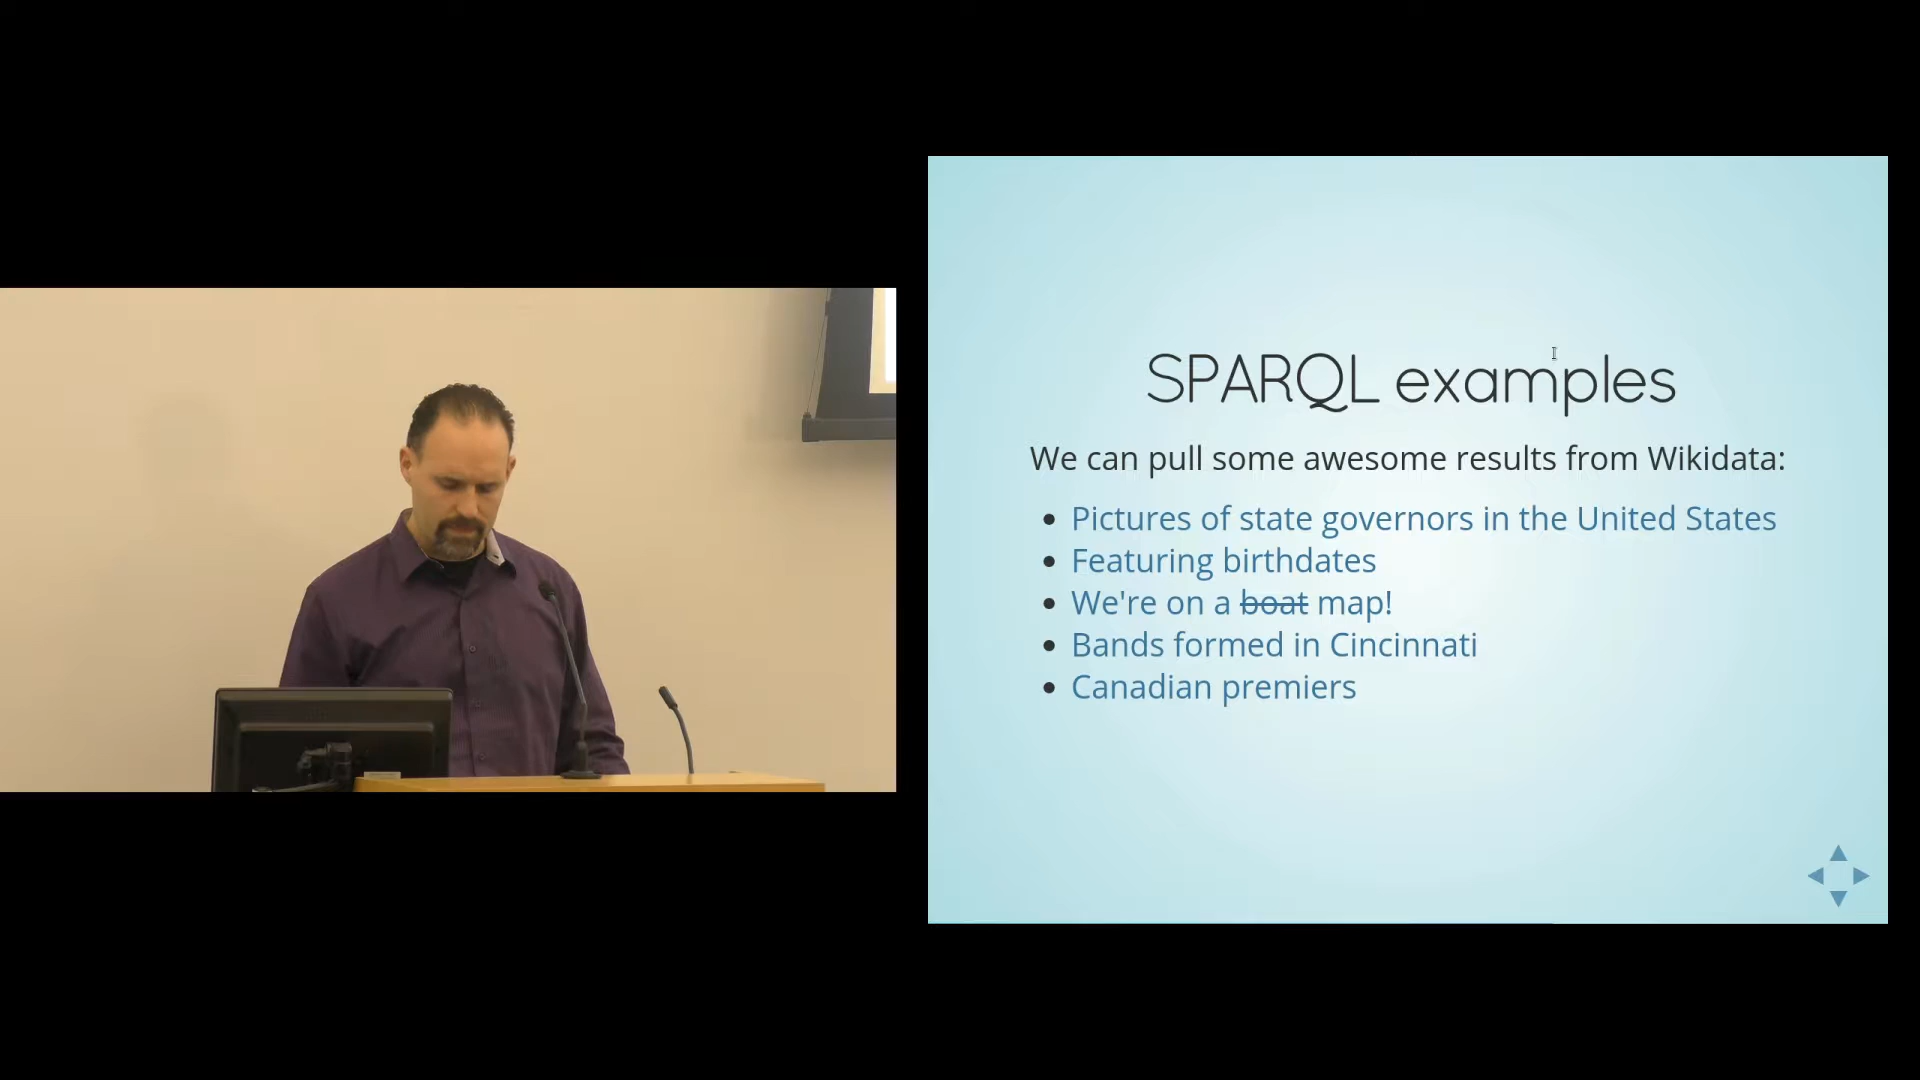 SPARQL examples
We can pull some awesome results from Wikidata:
Pictures of state governors in the United States
Featuring birthdates
We're on a boat map!
Bands formed in Cincinnati
Canadian premiers